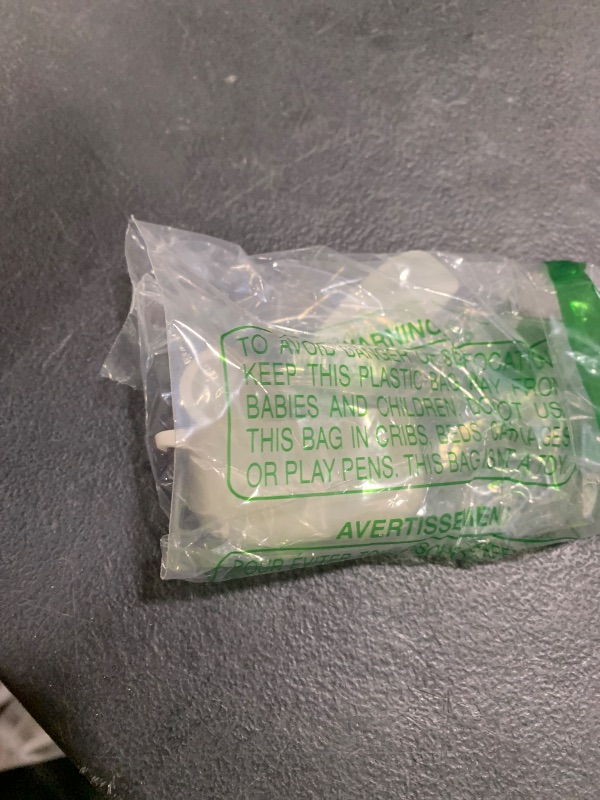 WARNING
TO AVOID DANGER OF SUFFOCATION
KEEP THIS PLASTIC BAG AWAY FROM
BABIES AND CHILDREN. DO NOT USE
THIS BAG IN CRIBS, BEDS, CARRIAGES
OR PLAY PENS. THIS BAG IS NOT A TOY
AVERTISSEMENT
POUR ÉVITER